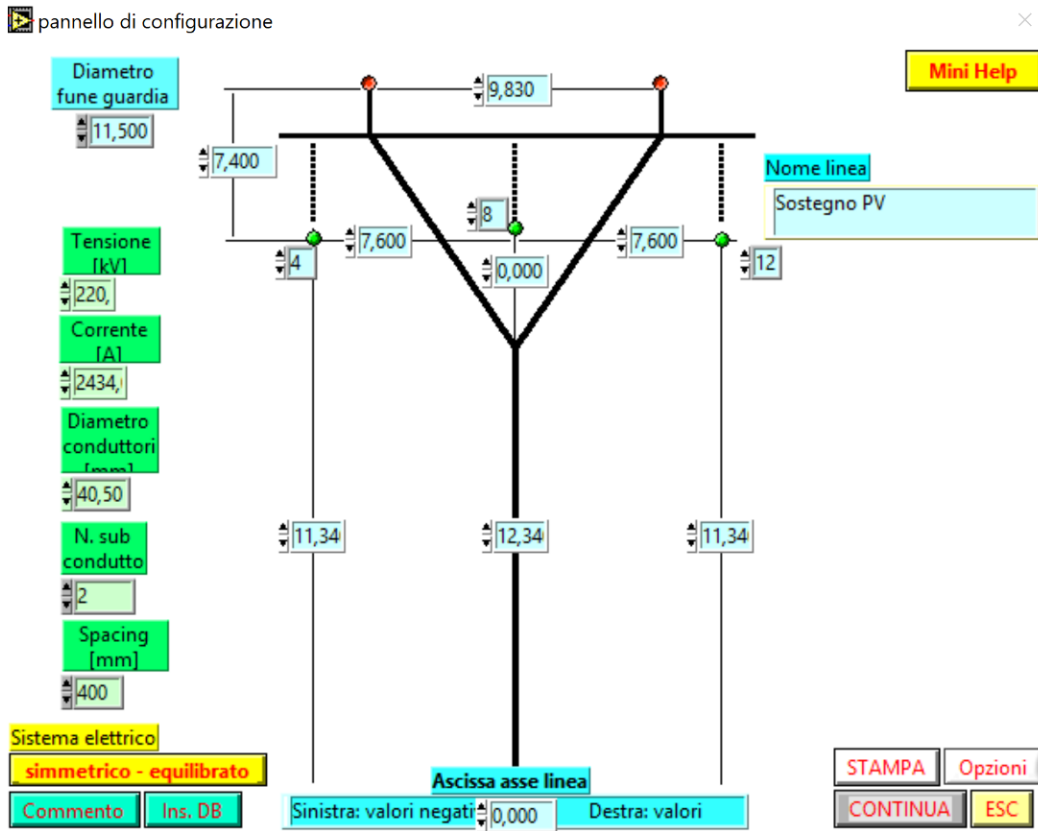 pannello di configurazione
Diametro
fune guardia
11,500
9,830
Mini Help
7,400
Nome linea
Sostegno PV
8
Tensione
[kV]
220,
7,600
7,600
4
0,000
12
Corrente
[A]
2434,
Diametro
conduttori
[mm]
40,50
11,34
12,34
11,34
N. sub
condutto
2
Spacing
[mm]
400
Sistema elettrico
simmetrico - equilibrato
Commento
Ins. DB
Ascissa asse linea
Sinistra: valori negati
0,000
Destra: valori
STAMPA
Opzioni
CONTINUA
ESC